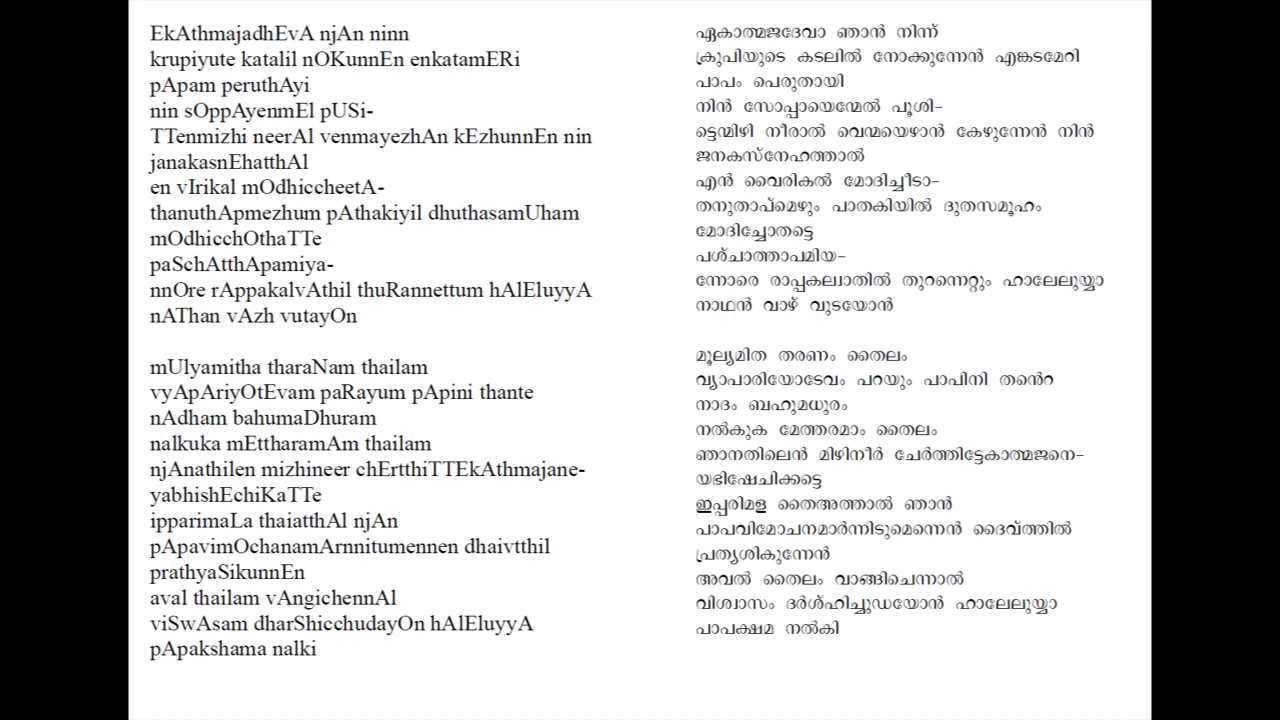 EkAthmajadhEvA njAn ninn
krupiyute katalil nOKunnEn enkatamERi
pApam peruthAyi
nin sOppAyenmEl pUSi-
TTenmizhi neerAl venmayezhAn kEzhunnEn nin
janakasnEhatthAl
en vIrikal mOdhiccheetA-
thanuthApmezhum pAthakiyil dhuthasamUham
mOdhicchOthaTTe
paSchAtthApamiya-
nnOre rAppakalvAthil thuRannettum hAlEluyyA
nAThan vAzh vutayOn
mUlyamitha tharaNam thailam
vyApAriyOtEvam paRayum pApini thante
nAdham bahumaDhuram
nalkuka mEttharamAm thailam
njAnathilen mizhineer chErtthiTTEkAthmajane-
yabhishEchiKaTTe
ipparimaLa thaiatthAl njAn
pApavimOchanamArnnitumennen dhaivtthil
prathyaSikunnEn
aval thailam vAngichennAl
viSwAsam dharShicchudayOn hAlEluyyA
pApakshama nalki
ഏകാത്മജദേവാ ഞാൻ നിന്ന്
ക്രുപിയുടെ കടലിൽ നോക്കുന്നേൻ എങ്കടമേറി
പാപം പെരുതായി
നിൻ സോപ്പായെന്മേൽ പൂശി-
ട്ടെന്മിഴി നീരാൽ വെന്മയെഴാൻ കേഴുന്നേൻ നിൻ
ജനകസ്നേഹത്താൽ
എൻ വൈരികൽ മോദിച്ചീടാ-
തനുതാപ്മെഴും പാതകിയിൽ ദുതസമൂഹം
മോദിച്ചോതട്ടെ
പശ്ചാത്താപമിയ-
ന്നോരെ രാപ്പകല്വാതിൽ തുറന്നെറ്റും ഹാലേലുയ്യാ
നാഥൻ വാഴ് വുടയോൻ
മൂല്യമിത തരണം തൈലം
വ്യാപാരിയോടേവം പറയും പാപിനി തൻെറ
നാദം ബഹുമധുരം
നൽകുക മേത്തരമാം തൈലം
ഞാനതിലെൻ മിഴിനീർ ചേർത്തിട്ടേകാത്മജനെ-
യഭിഷേചിക്കട്ടെ
ഇപ്പരിമള തൈഅത്താൽ ഞാൻ
പാപവിമോചനമാർന്നിടുമെന്നെൻ ദൈവ്ത്തിൽ
പ്രത്യശികുന്നേൻ
അവൽ തൈലം വാങ്ങിചെന്നാൽ
വിശ്വാസം ദർശ്ഹിച്ചുഡയോൻ ഹാലേലുയ്യാ
പാപക്ഷമ നൽകി